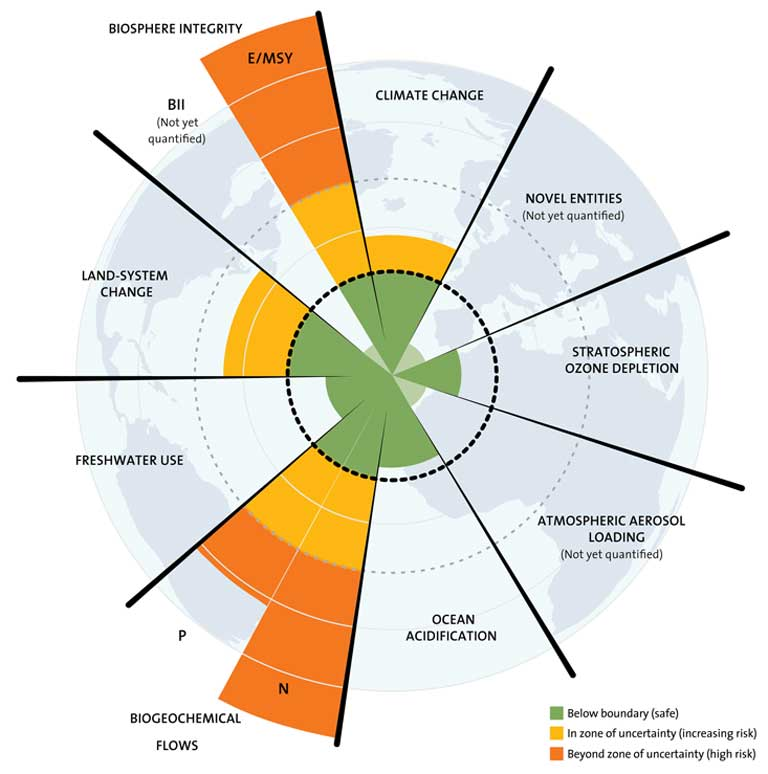 BIOSPHERE INTEGRITY
E/MSY
BII
(Not yet
quantified)
CLIMATE CHANGE
NOVEL ENTITIES
(Not yet quantified)
LAND-SYSTEM
CHANGE
STRATOSPHERIC
OZONE DEPLETION
FRESHWATER USE
ATMOSPHERIC AEROSOL
LOADING
(Not yet quantified)
OCEAN
ACIDIFICATION
P
N
BIOGEOCHEMICAL
FLOWS
Below boundary (safe)
In zone of uncertainty (increasing risk)
Beyond zone of uncertainty (high risk)